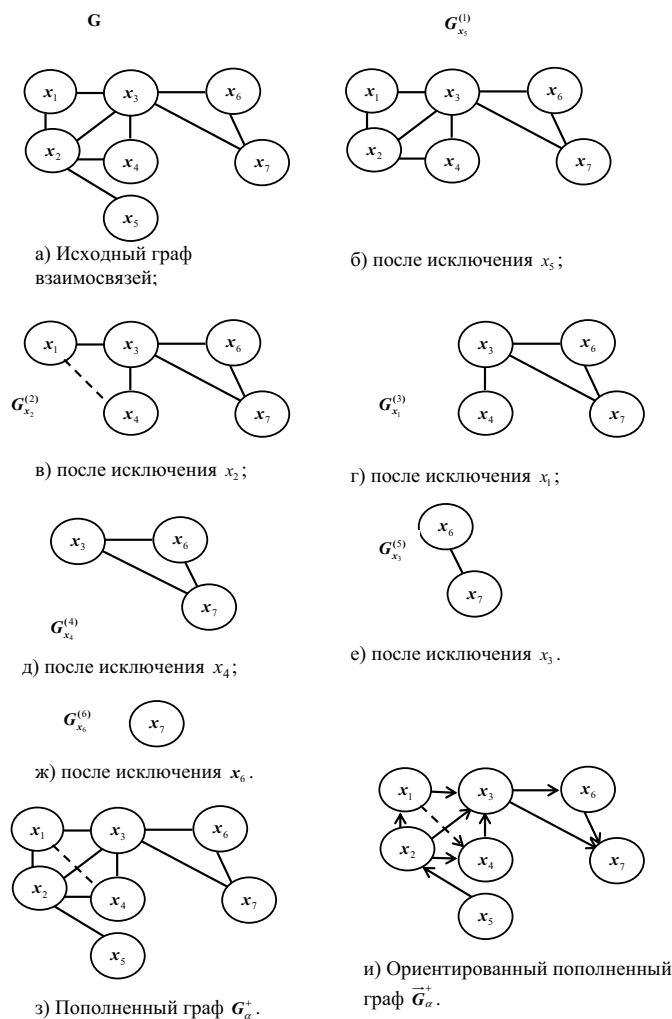 G
G_{x_5}^{(1)}
x_1 x_3 x_6
x_2 x_4 x_7
x_5
x_1 x_3 x_6
x_2 x_4 x_7
а) Исходный граф
взаимосвязей;
б) после исключения x_5;
x_1 x_3 x_6
G_{x_2}^{(2)} x_4 x_7
x_3 x_6
G_{x_1}^{(3)} x_4 x_7
в) после исключения x_2;
г) после исключения x_1;
x_3 x_6
x_7
G_{x_4}^{(4)}
x_6
G_{x_3}^{(5)}
x_7
д) после исключения x_4;
е) после исключения x_3.
G_{x_6}^{(6)} x_7
ж) после исключения x_6.
x_1 x_3 x_6
x_2 x_4 x_7
x_5
x_1 x_3 x_6
x_2 x_4 x_7
x_5
з) Пополненный граф G_α^+.
и) Ориентированный пополненный
граф \vec{G}_α^+.